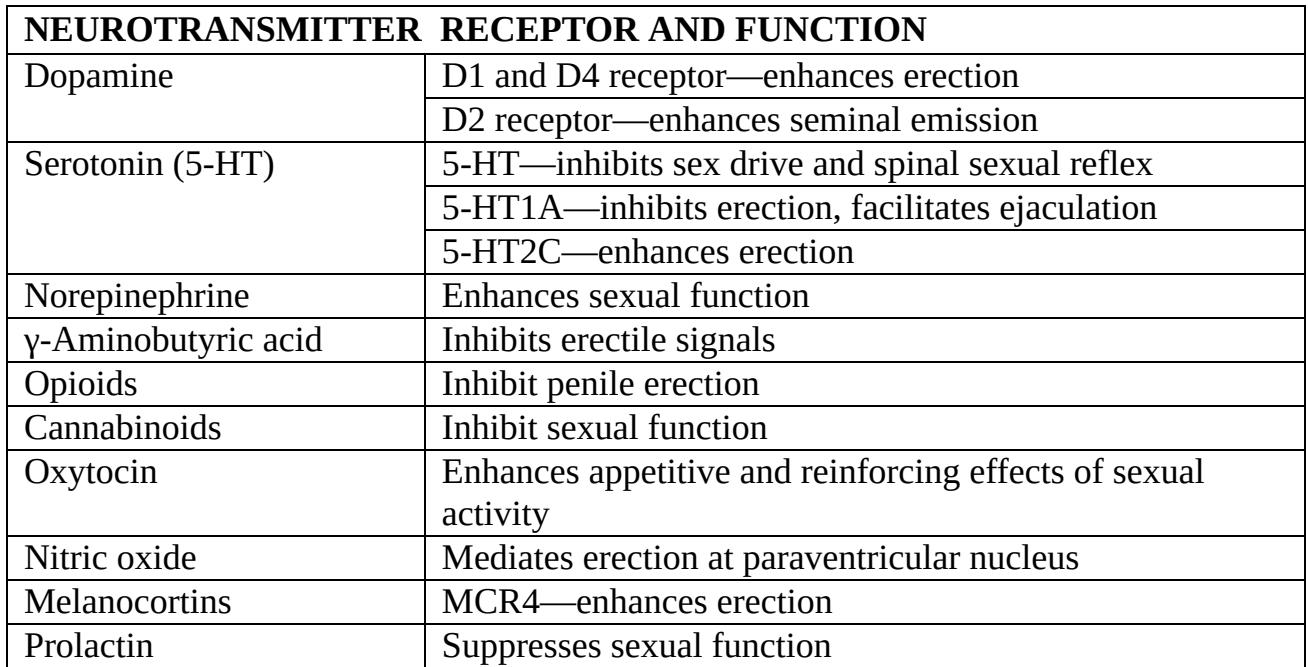 NEUROTRANSMITTER RECEPTOR AND FUNCTION
Dopamine D1 and D4 receptor—enhances erection
D2 receptor—enhances seminal emission
Serotonin (5-HT) 5-HT—inhibits sex drive and spinal sexual reflex
5-HT1A—inhibits erection, facilitates ejaculation
5-HT2C—enhances erection
Norepinephrine Enhances sexual function
γ-Aminobutyric acid Inhibits erectile signals
Opioids Inhibit penile erection
Cannabinoids Inhibit sexual function
Oxytocin Enhances appetitive and reinforcing effects of sexual
activity
Nitric oxide Mediates erection at paraventricular nucleus
Melanocortins MCR4—enhances erection
Prolactin Suppresses sexual function